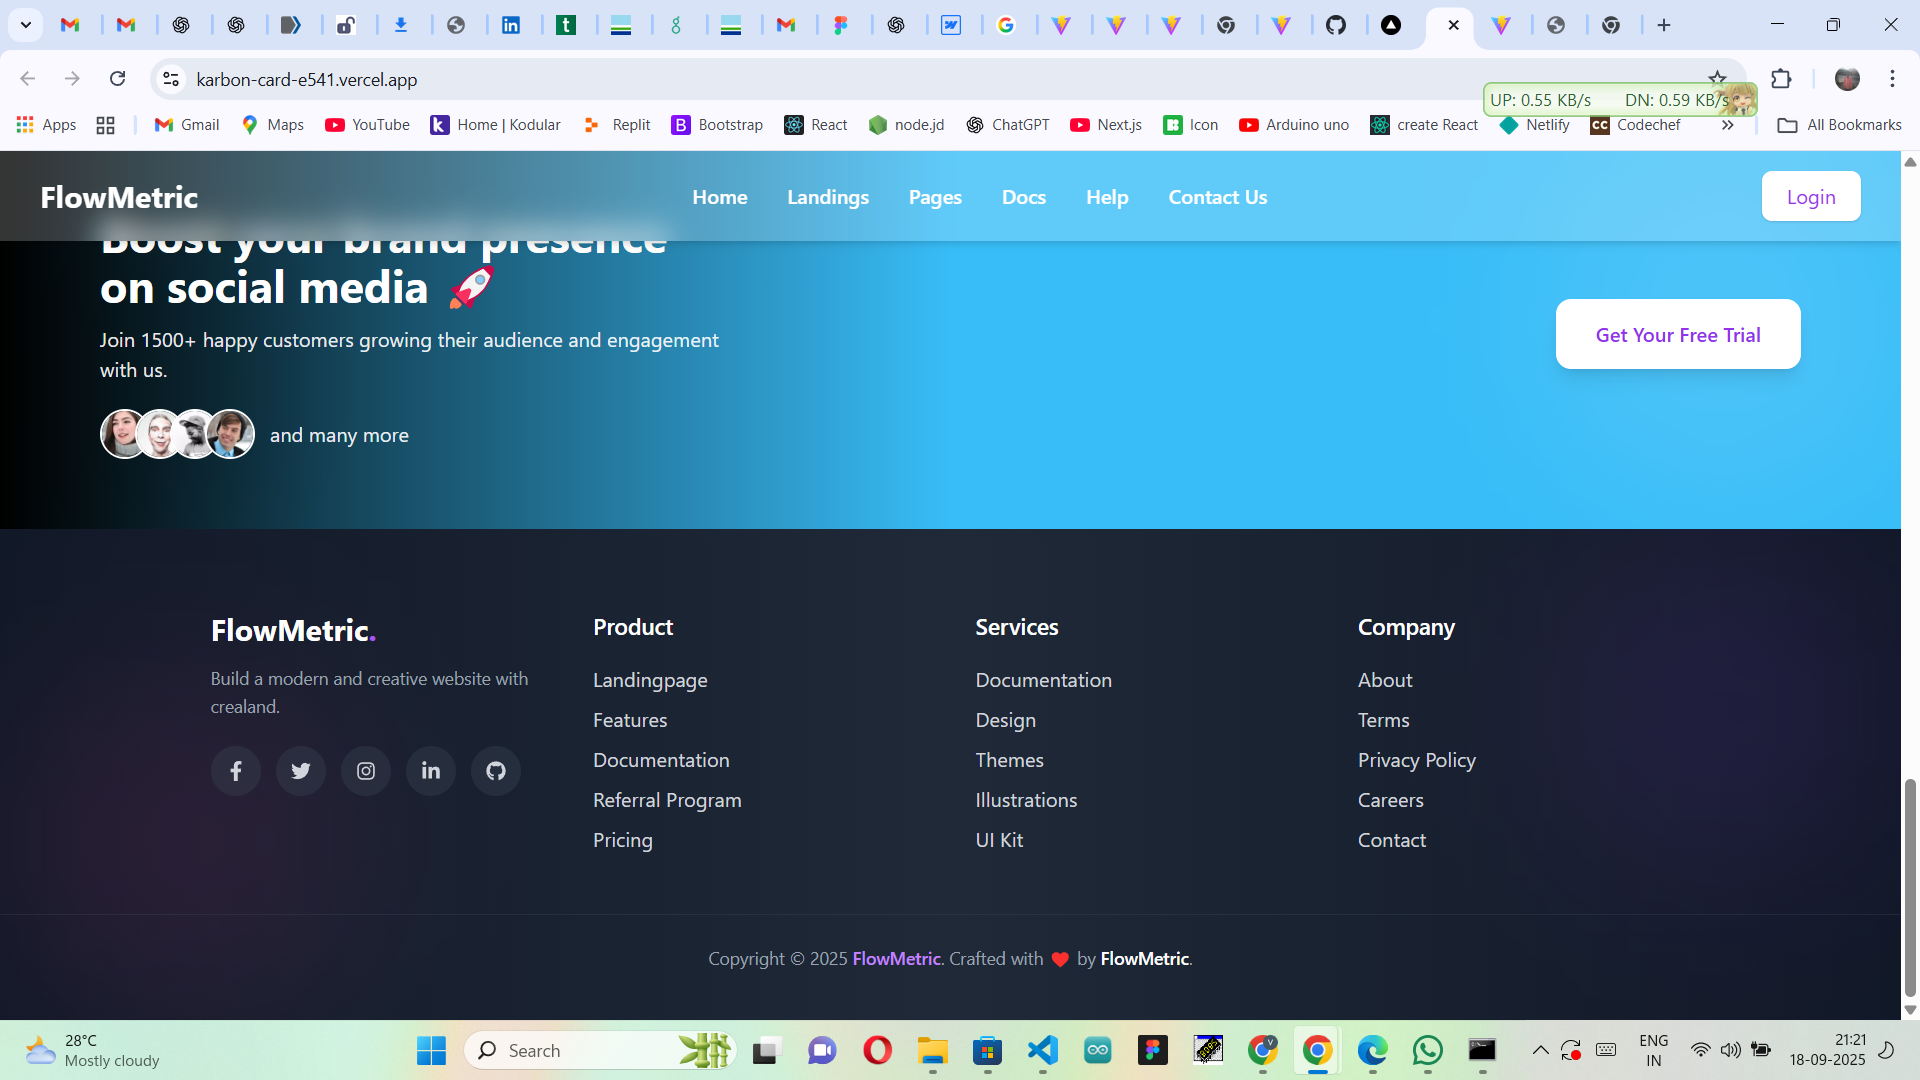 karbon-card-e541.vercel.app
UP: 0.55 KB/s DN: 0.59 KB/s
Apps Gmail Maps YouTube Home | Kodular Replit Bootstrap React node.jd ChatGPT Next.js Icon Arduino uno create React Netlify Codechef All Bookmarks
FlowMetric Home Landings Pages Docs Help Contact Us Login
Boost your brand presence
on social media 🚀
Get Your Free Trial
Join 1500+ happy customers growing their audience and engagement
with us.
and many more
FlowMetric.
Build a modern and creative website with
crealand.
Product
Landingpage
Features
Documentation
Referral Program
Pricing
Services
Documentation
Design
Themes
Illustrations
UI Kit
Company
About
Terms
Privacy Policy
Careers
Contact
Copyright © 2025 FlowMetric. Crafted with ❤️ by FlowMetric.
28°C
Mostly cloudy
Search
ENG
IN
21:21
18-09-2025